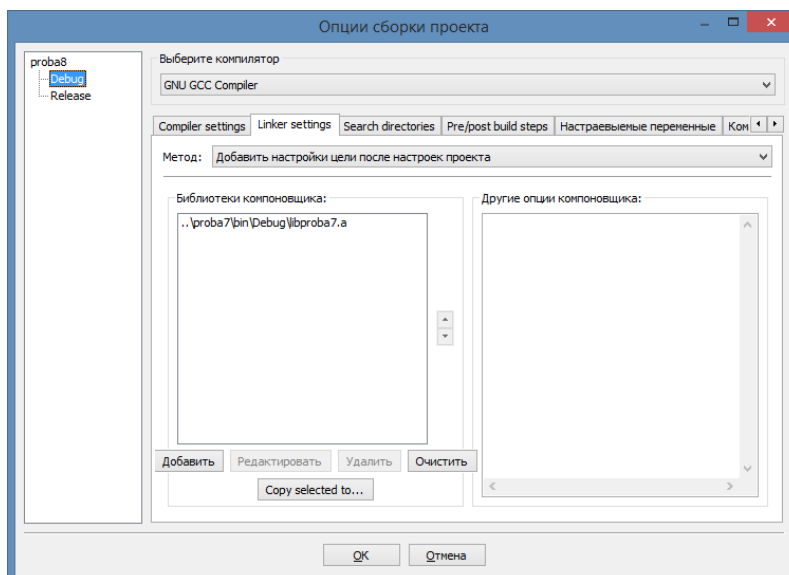 Опции сборки проекта
proba8
Debug
Release
Выберите компилятор
GNU GCC Compiler
Compiler settings Linker settings Search directories Pre/post build steps Настраевыемые переменные Ком
Метод: Добавить настройки цели после настроек проекта
Библиотеки компоновщика:
..\proba7\bin\Debug\libproba7.a
Другие опции компоновщика:
Добавить Редактировать Удалить Очистить
Copy selected to...
OK Отмена